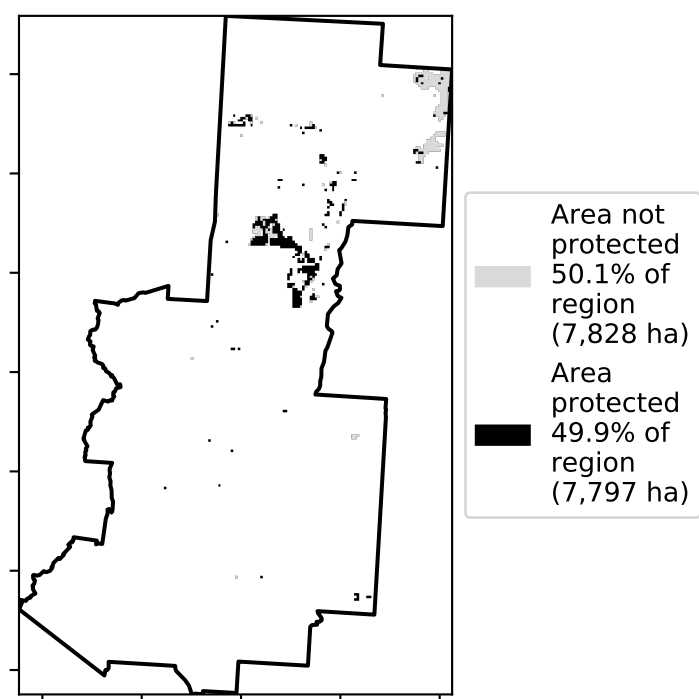 Area not
protected
50.1% of
region
(7,828 ha)
Area
protected
49.9% of
region
(7,797 ha)